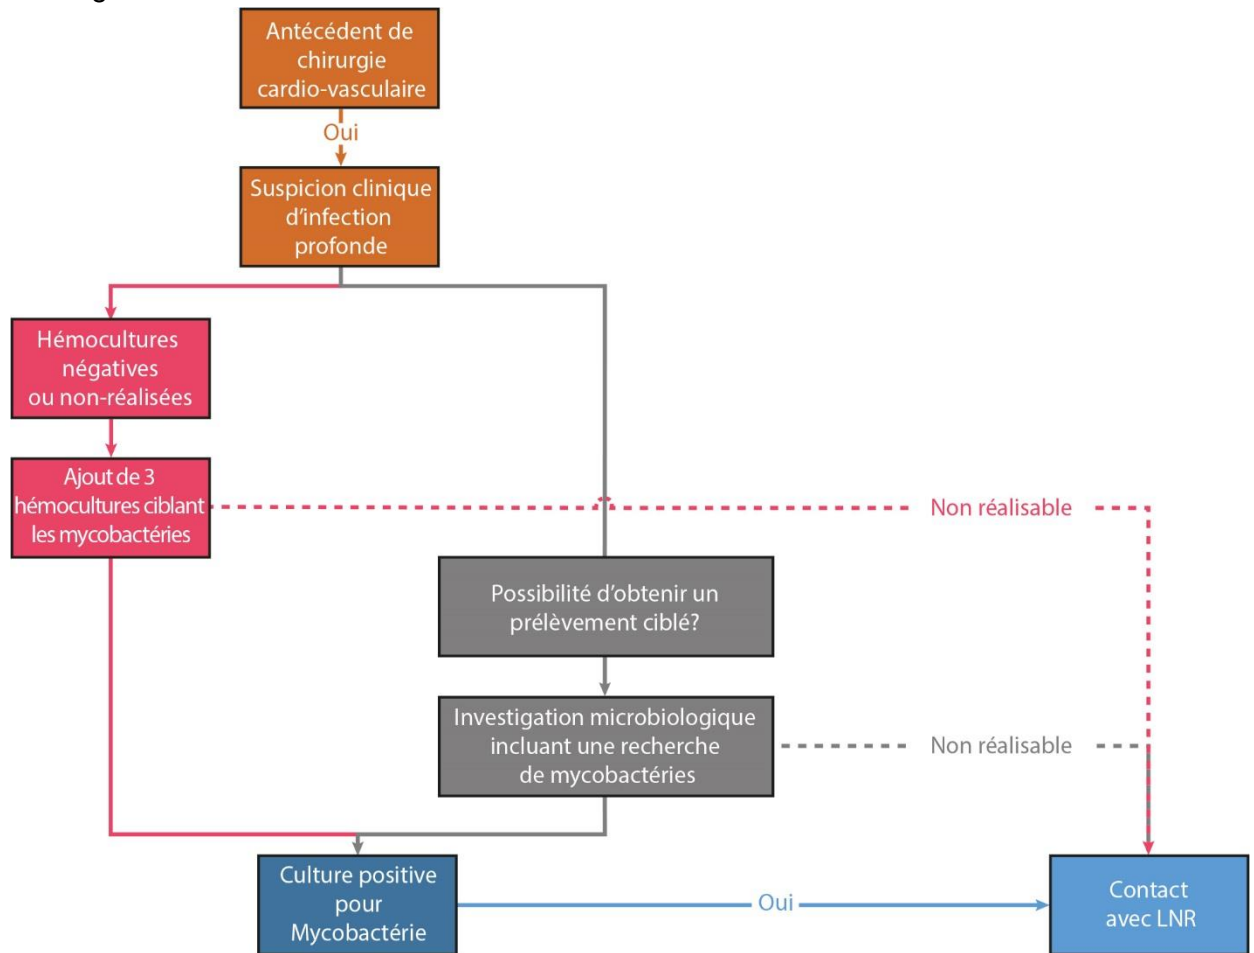 Antécédent de
chirurgie
cardio-vasculaire
Oui
Suspicion clinique
d'infection
profonde
Hémocultures
négatives
ou non-réalisées
Ajout de 3
hémocultures ciblant
les mycobactéries
Non réalisable
Possibilité d'obtenir un
prélèvement ciblé?
Investigation microbiologique
incluant une recherche
de mycobactéries
Non réalisable
Culture positive
pour
Mycobactérie
Oui
Contact
avec LNR